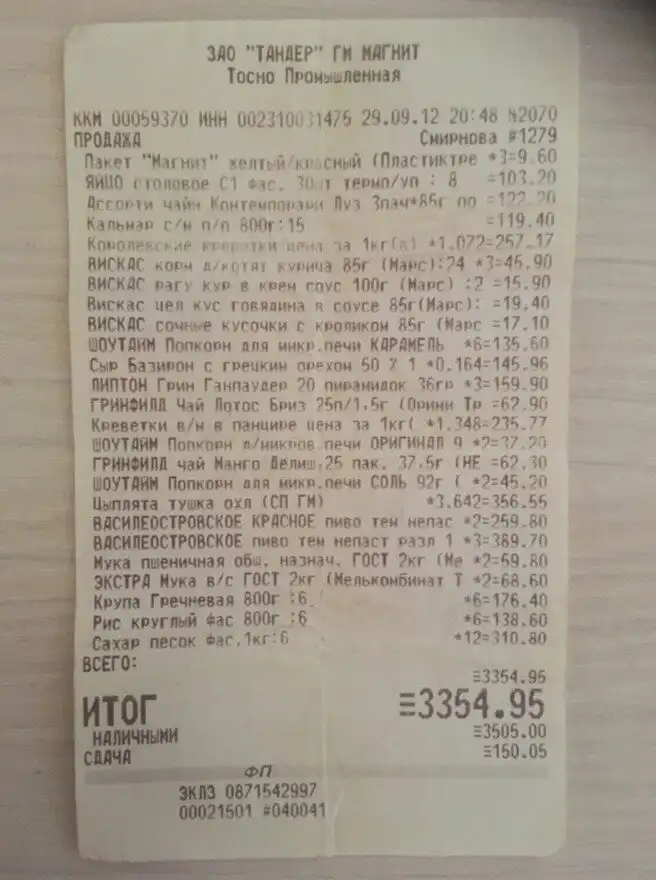 ЗАО "ТАНДЕР" ГМ МАГНИТ
Тосно Промышленная
ККМ 00059370 ИНН 002310031475 29.09.12 20:48 №2070
ПРОДАЖА Смирнова #1279
Пакет "Магнит" желтый/красный (Пластиктре *3=9.60
ЯЙЦО столовое С1 фас. 30шт термо/уп : 8 =103.20
Ассорти чайн Контемпорари Луз 3пач*85г по =122.20
Кальмар с/м п/п 800г:15 =119.40
Королевские креветки цена за 1кг(в) *1.072=257.17
ВИСКАС корм д/котят курица 85г (Марс):24 *3=45.90
ВИСКАС рагу кур в крем соус 100г (Марс) :2 =15.90
Вискас цел кус говядина в соусе 85г(Марс): =19.40
ВИСКАС сочные кусочки с кроликом 85г (Марс =17.10
ШОУТАЙМ Попкорн для микр.печи КАРАМЕЛЬ *6=135.60
Сыр Базирон с грецким орехом 50 % 1 *0.164=145.96
ЛИПТОН Грин Ганпаудер 20 пирамидок 36гр *3=159.90
ГРИНФИЛД Чай Лотос Бриз 25п/1,5г (Орими Тр =62.90
Креветки в/м в панцире цена за 1кг( *1.348=235.77
ШОУТАЙМ Попкорн д/микров.печи ОРИГИНАЛ 9 *2=37.20
ГРИНФИЛД чай Манго Делиш,25 пак. 37.5г (НЕ =62.30
ШОУТАЙМ Попкорн для микр.печи СОЛЬ 92г ( *2=45.20
Цыплята тушка охл (СП ГМ) *3.642=356.55
ВАСИЛЕОСТРОВСКОЕ КРАСНОЕ пиво тем непас *2=259.80
ВАСИЛЕОСТРОВСКОЕ пиво тем непаст разл 1 *3=389.70
Мука пшеничная общ. назнач. ГОСТ 2кг (Ме *2=59.80
ЭКСТРА Мука в/с ГОСТ 2кг (Мелькомбинат Т *2=68.60
Крупа Гречневая 800г :6 *6=176.40
Рис круглый фас 800г :6 *6=138.60
Сахар песок фас.1кг:6 *12=310.80
ВСЕГО:
≡3354.95
ИТОГ ≡3354.95
НАЛИЧНЫМИ ≡3505.00
СДАЧА ≡150.05
ФП
ЭКЛЗ 0871542997
00021501 #040041